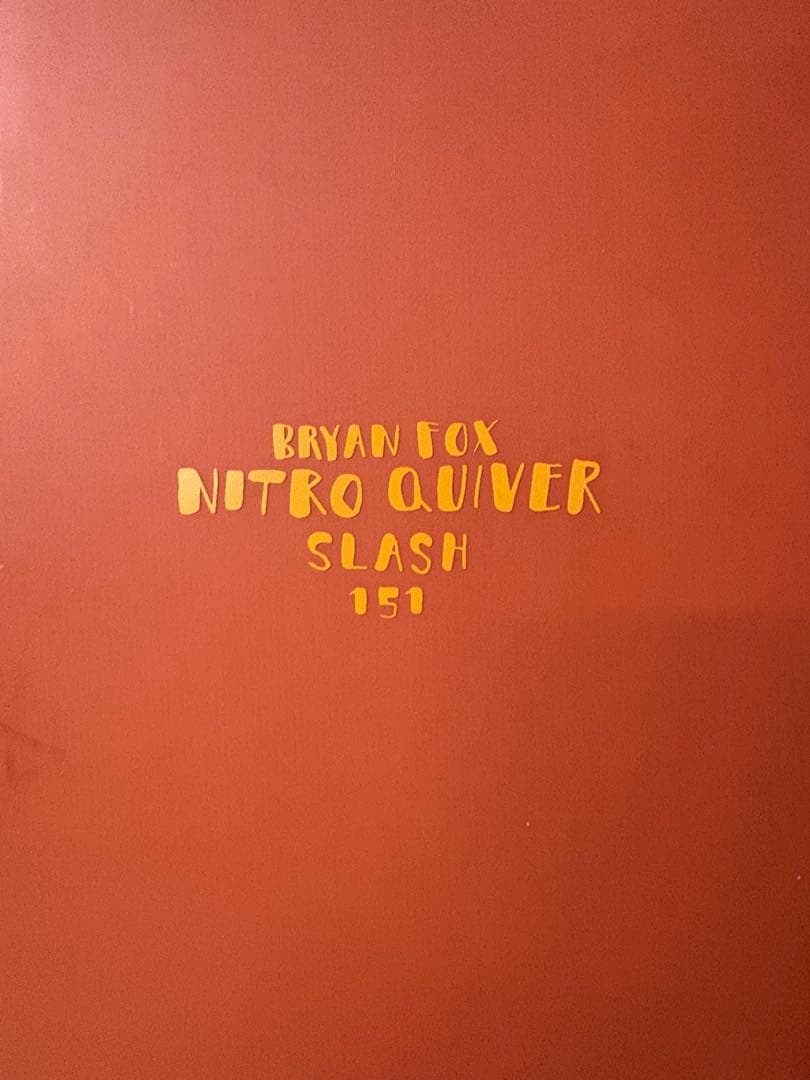 BRYAN FOX
NITRO QUIVER
SLASH
151